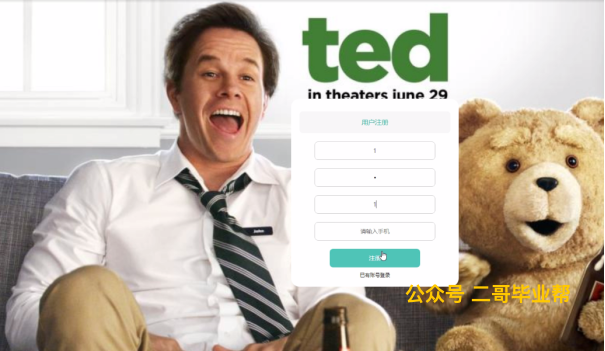 ted
in theaters june 29
用户注册
1
•
1
请输入手机
注册
已有账号登录
公众号 二哥毕业帮